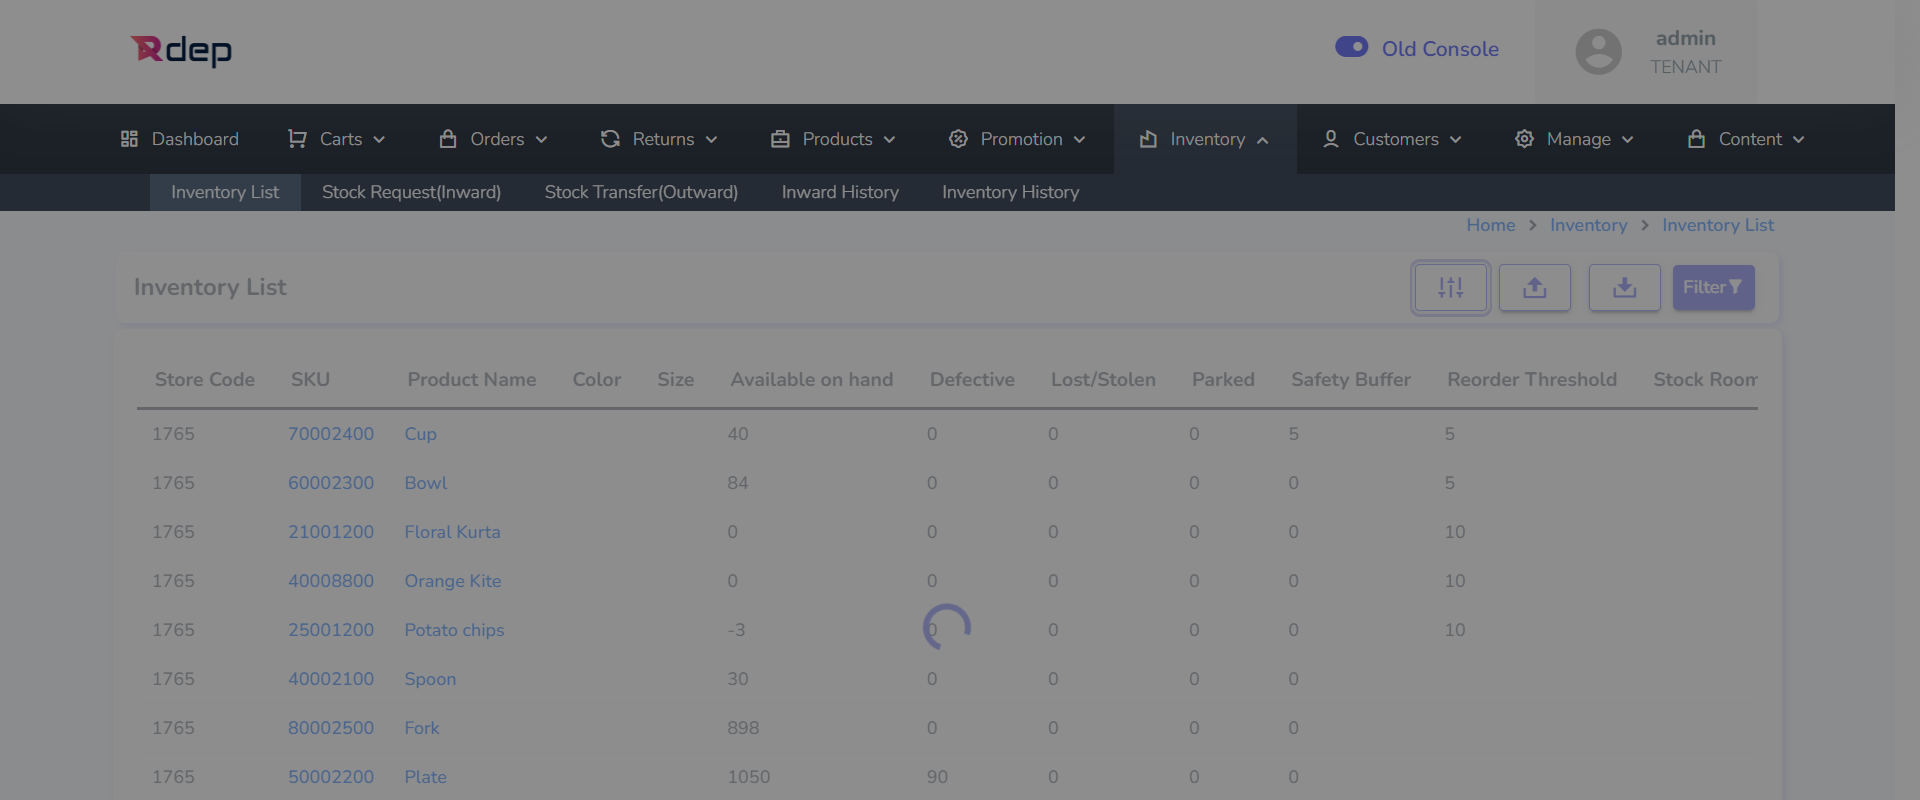 Rdep
Old Console
admin
TENANT
Dashboard Carts Orders Returns Products Promotion Inventory Customers Manage Content
Inventory List Stock Request(Inward) Stock Transfer(Outward) Inward History Inventory History
Home > Inventory > Inventory List
Inventory List
Filter
Store Code SKU Product Name Color Size Available on hand Defective Lost/Stolen Parked Safety Buffer Reorder Threshold Stock Room
1765 70002400 Cup 40 0 0 0 5 5
1765 60002300 Bowl 84 0 0 0 0 5
1765 21001200 Floral Kurta 0 0 0 0 0 10
1765 40008800 Orange Kite 0 0 0 0 0 10
1765 25001200 Potato chips -3 0 0 0 0 10
1765 40002100 Spoon 30 0 0 0 0
1765 80002500 Fork 898 0 0 0 0
1765 50002200 Plate 1050 90 0 0 0